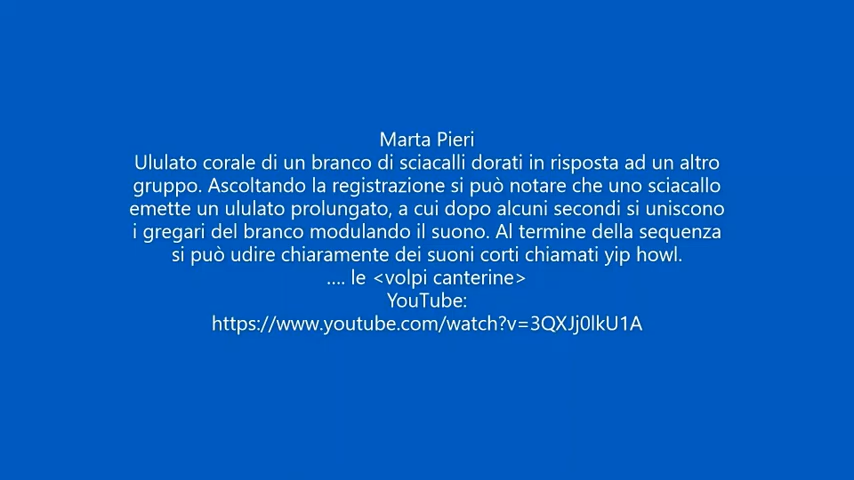 Marta Pieri
Ululato corale di un branco di sciacalli dorati in risposta ad un altro
gruppo. Ascoltando la registrazione si può notare che uno sciacallo
emette un ululato prolungato, a cui dopo alcuni secondi si uniscono
i gregari del branco modulando il suono. Al termine della sequenza
si può udire chiaramente dei suoni corti chiamati yip howl.
.... le <volpi canterine>
YouTube:
https://www.youtube.com/watch?v=3QXJj0lkU1A